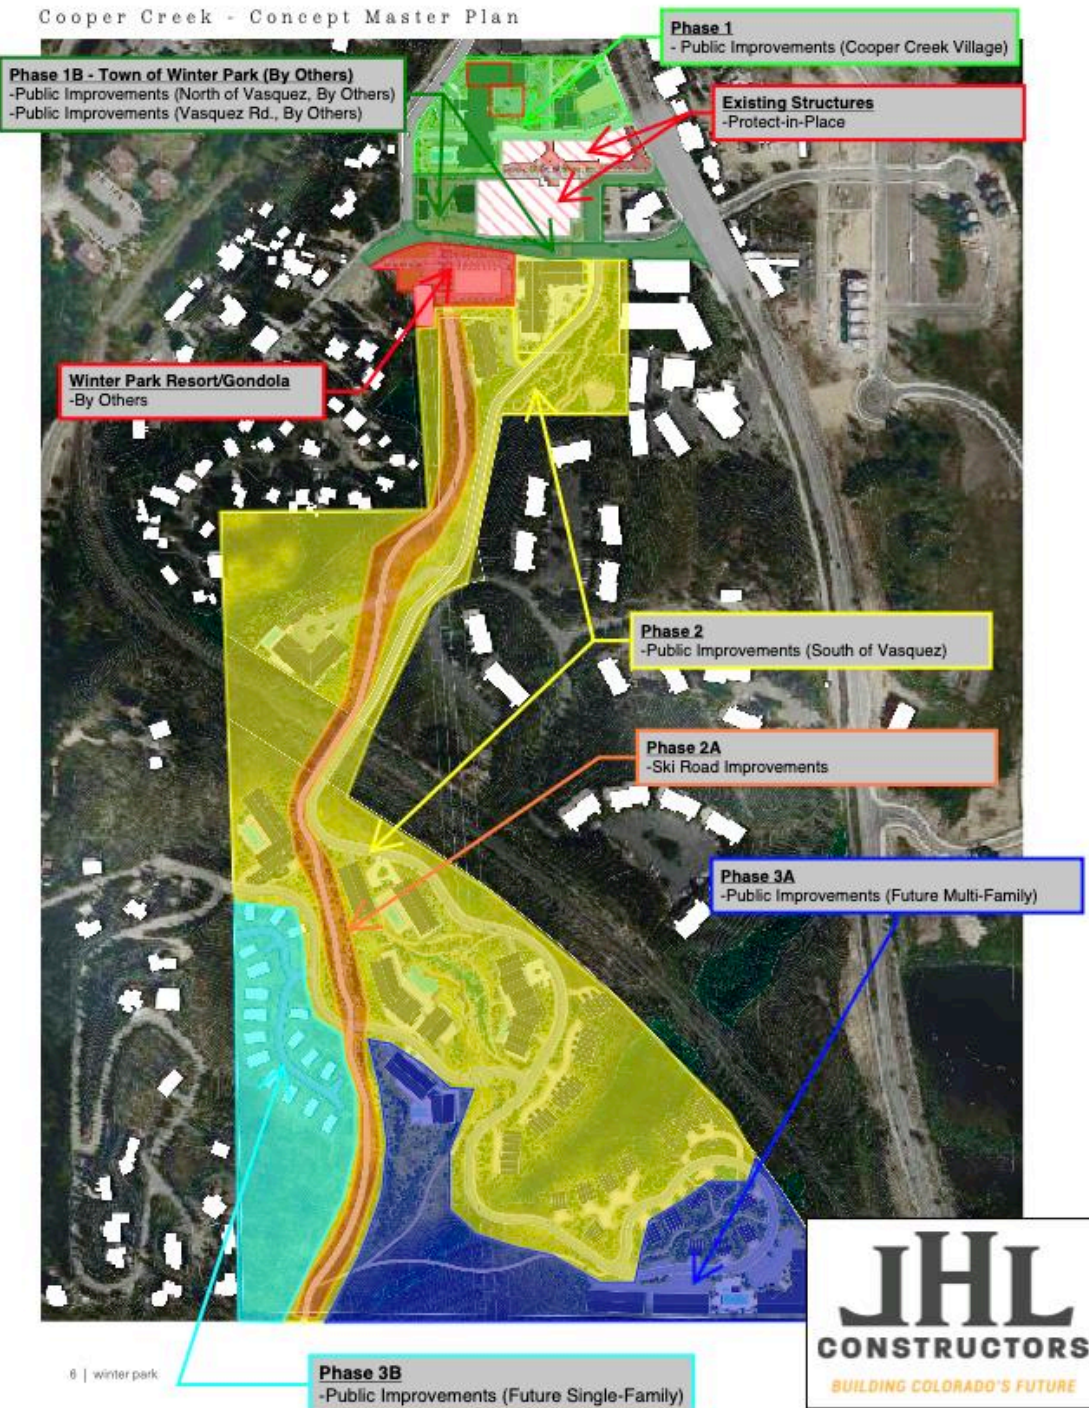 Cooper Creek - Concept Master Plan
Phase 1
- Public Improvements (Cooper Creek Village)
Phase 1B - Town of Winter Park (By Others)
-Public Improvements (North of Vasquez, By Others)
-Public Improvements (Vasquez Rd., By Others)
Existing Structures
-Protect-in-Place
Winter Park Resort/Gondola
-By Others
Phase 2
-Public Improvements (South of Vasquez)
Phase 2A
-Ski Road Improvements
Phase 3A
-Public Improvements (Future Multi-Family)
JHL
CONSTRUCTORS
BUILDING COLORADO'S FUTURE
6 | winter park
Phase 3B
-Public Improvements (Future Single-Family)